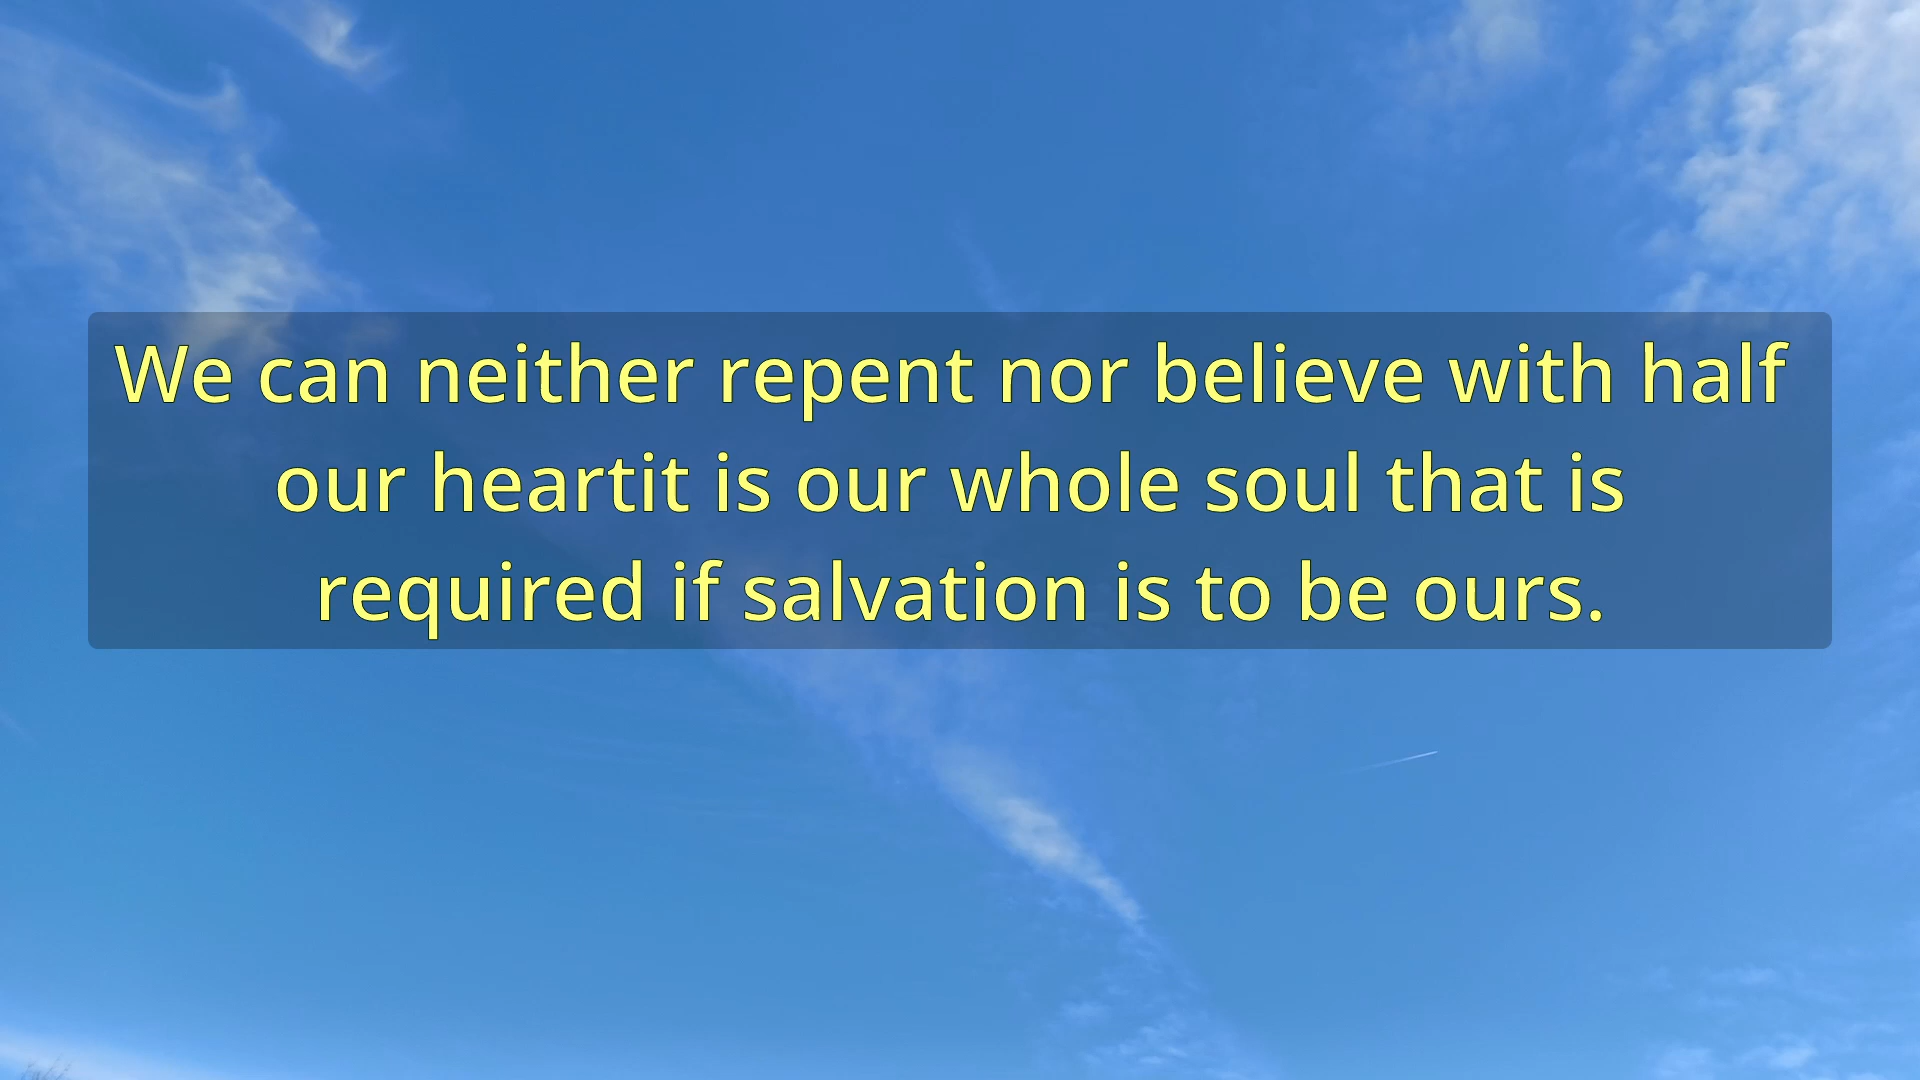 We can neither repent nor believe with half
our heartit is our whole soul that is
required if salvation is to be ours.